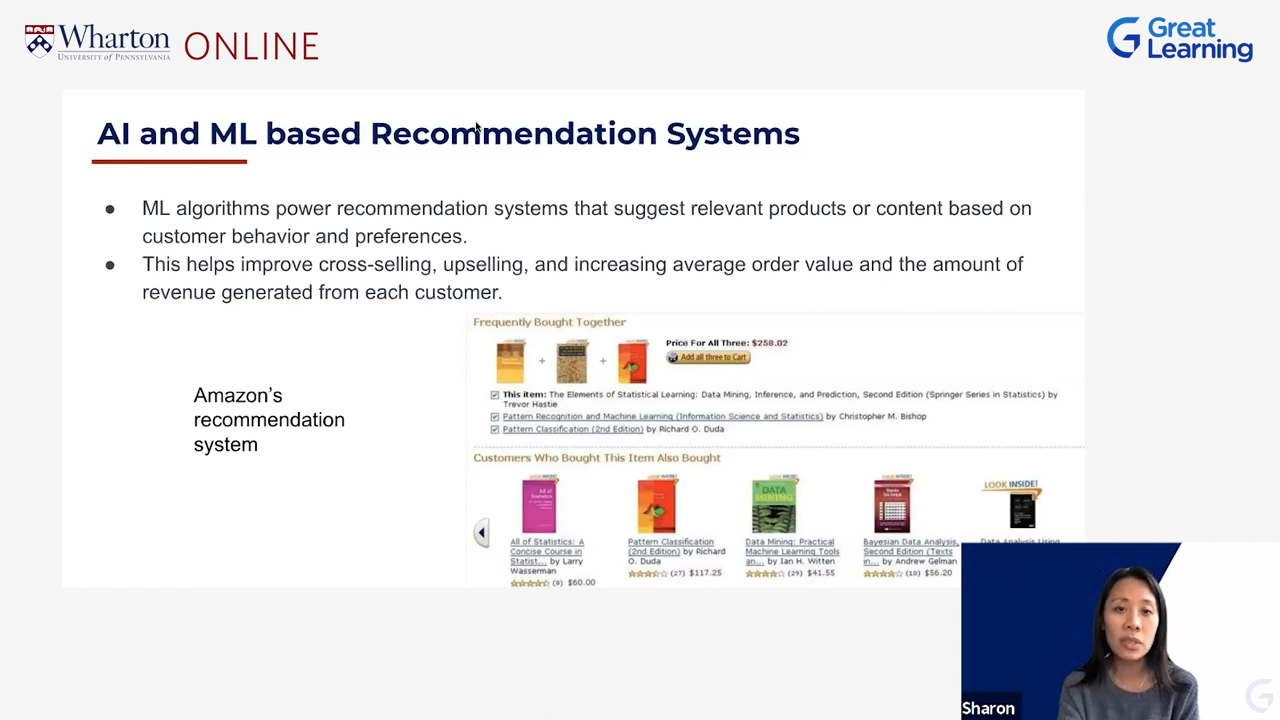 Wharton
UNIVERSITY of PENNSYLVANIA
ONLINE
Great
Learning
AI and ML based Recommendation Systems
● ML algorithms power recommendation systems that suggest relevant products or content based on
customer behavior and preferences.
● This helps improve cross-selling, upselling, and increasing average order value and the amount of
revenue generated from each customer.
Amazon's
recommendation
system
Frequently Bought Together
Price For All Three: $258.02
Add all three to Cart
This item: The Elements of Statistical Learning: Data Mining, Inference, and Prediction, Second Edition (Springer Series in Statistics) by
Trevor Hastie
Pattern Recognition and Machine Learning (Information Science and Statistics) by Christopher M. Bishop
Pattern Classification (2nd Edition) by Richard O. Duda
Customers Who Bought This Item Also Bought
LOOK INSIDE!
DATA
MINING
All of Statistics: A
Concise Course in
Statist... by Larry
Wasserman
(9) $60.00
Pattern Classification
(2nd Edition) by Richard
O. Duda
(27) $117.25
Data Mining: Practical
Machine Learning Tools
an... by Ian H. Witten
(29) $41.55
Bayesian Data Analysis,
Second Edition (Texts
in... by Andrew Gelman
(10) $56.20
Data Analysis Using
Sharon